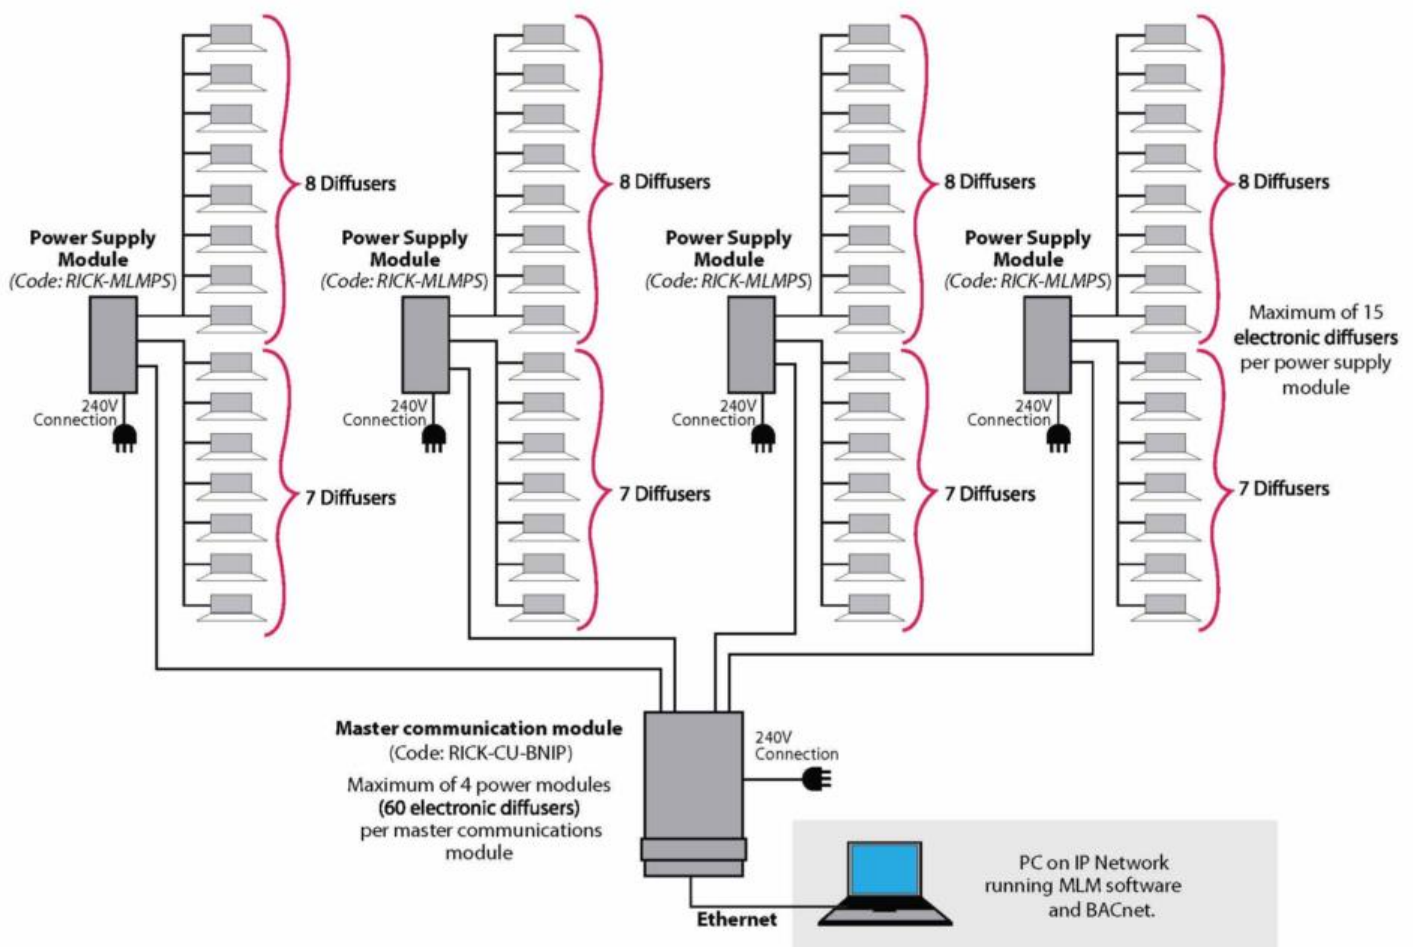 8 Diffusers
8 Diffusers
8 Diffusers
8 Diffusers
Power Supply
Module
(Code: RICK-MLMPS)
Power Supply
Module
(Code: RICK-MLMPS)
Power Supply
Module
(Code: RICK-MLMPS)
Power Supply
Module
(Code: RICK-MLMPS)
Maximum of 15
electronic diffusers
per power supply
module
240V
Connection
240V
Connection
240V
Connection
240V
Connection
7 Diffusers
7 Diffusers
7 Diffusers
7 Diffusers
Master communication module
(Code: RICK-CU-BNIP)
Maximum of 4 power modules
(60 electronic diffusers)
per master communications
module
240V
Connection
PC on IP Network
running MLM software
and BACnet.
Ethernet